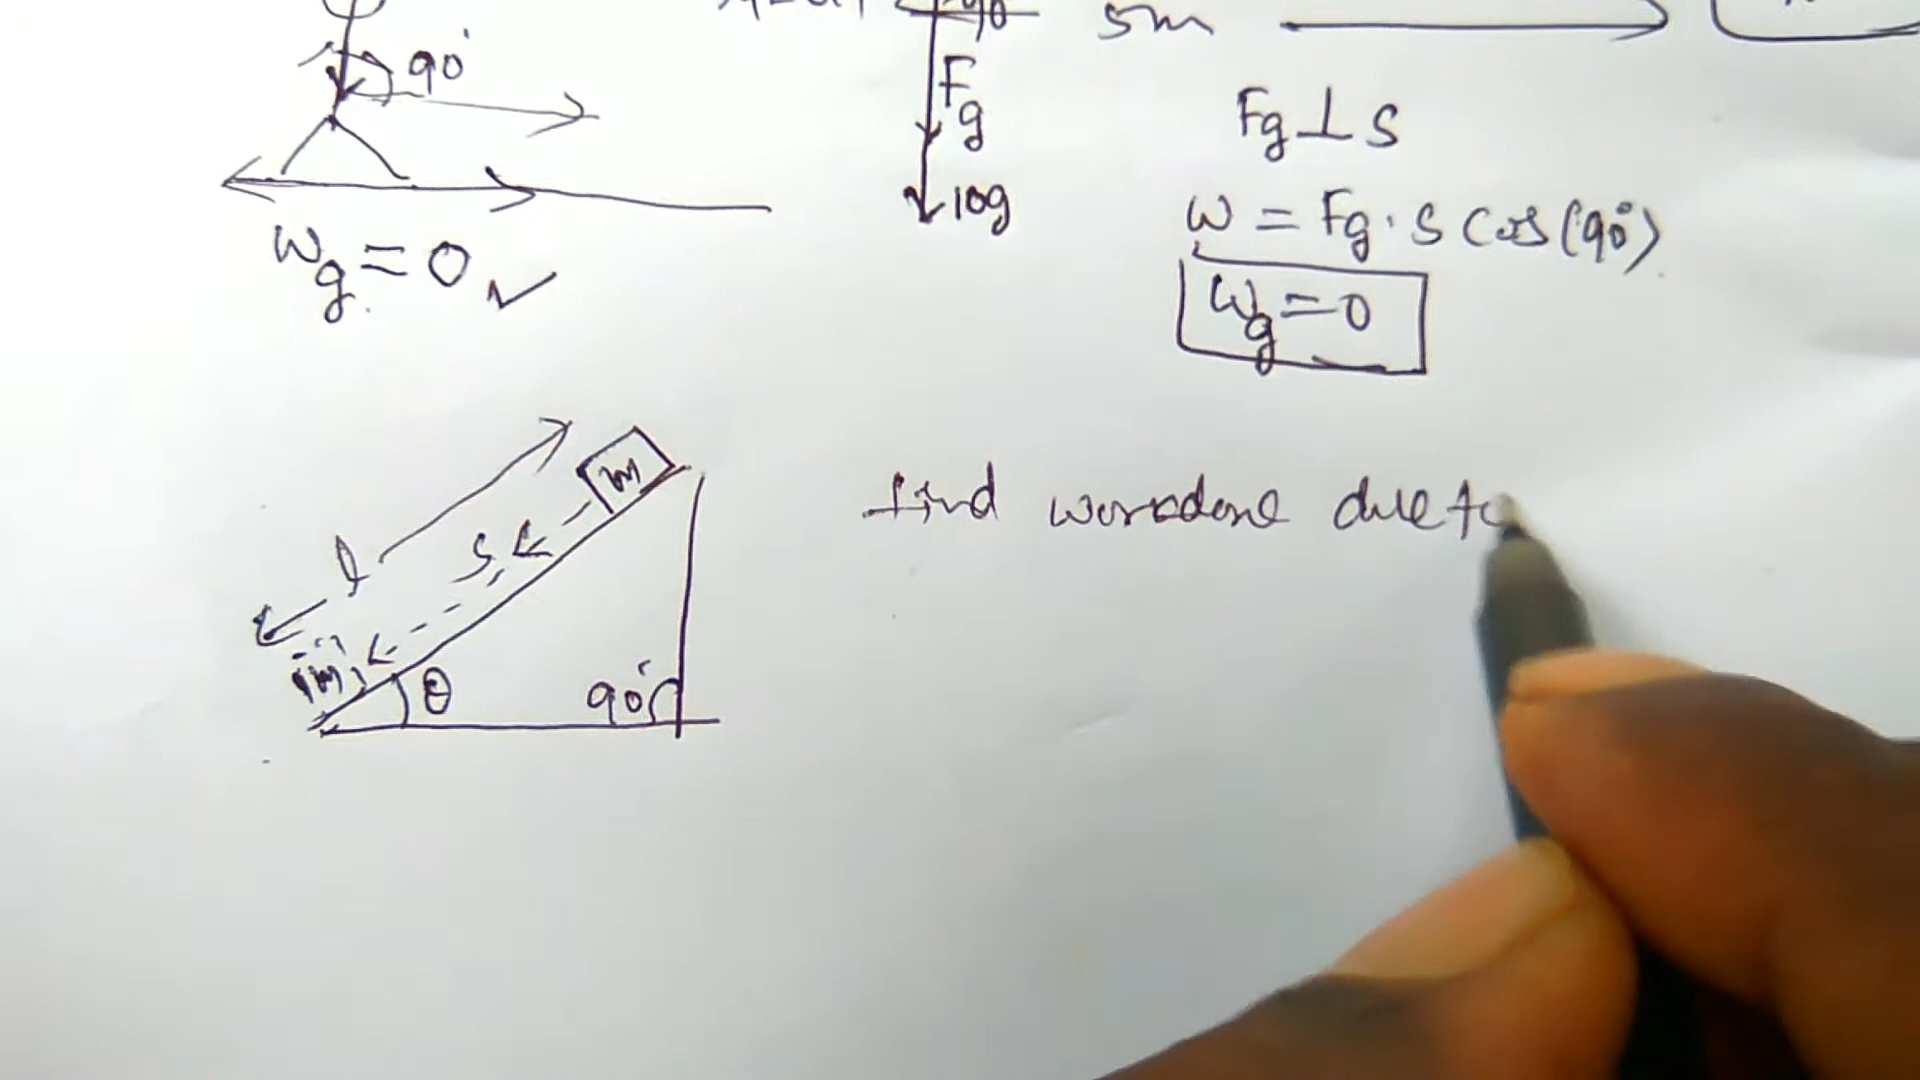 90°
5m
Fg
10g
Fg ⊥ S
W = Fg · S cos(90°)
Wg = 0
Wg = 0
m
l
S
m
θ
90°
find workdone due to